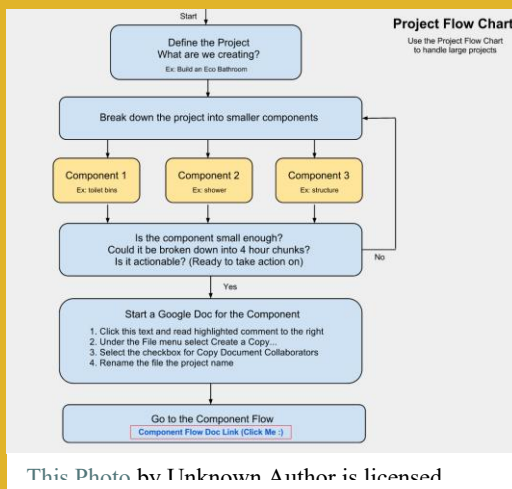 Start
Project Flow Chart
Use the Project Flow Chart
to handle large projects
Define the Project
What are we creating?
Ex: Build an Eco Bathroom
Break down the project into smaller components
Component 1
Ex: toilet bins
Component 2
Ex: shower
Component 3
Ex: structure
Is the component small enough?
Could it be broken down into 4 hour chunks?
Is it actionable? (Ready to take action on)
No
Yes
Start a Google Doc for the Component
1. Click this text and read highlighted comment to the right
2. Under the File menu select Create a Copy...
3. Select the checkbox for Copy Document Collaborators
4. Rename the file the project name
Go to the Component Flow
Component Flow Doc Link (Click Me :)
This Photo by Unknown Author is licensed